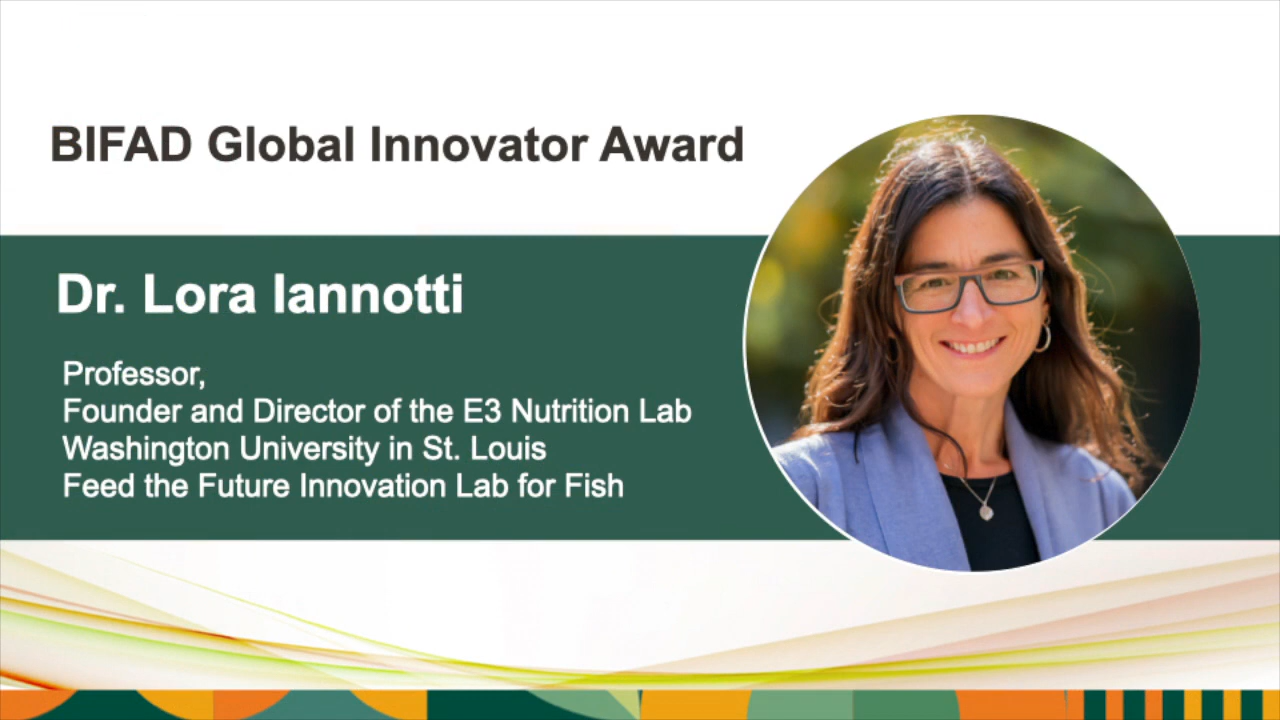 BIFAD Global Innovator Award
Dr. Lora Iannotti
Professor,
Founder and Director of the E3 Nutrition Lab
Washington University in St. Louis
Feed the Future Innovation Lab for Fish